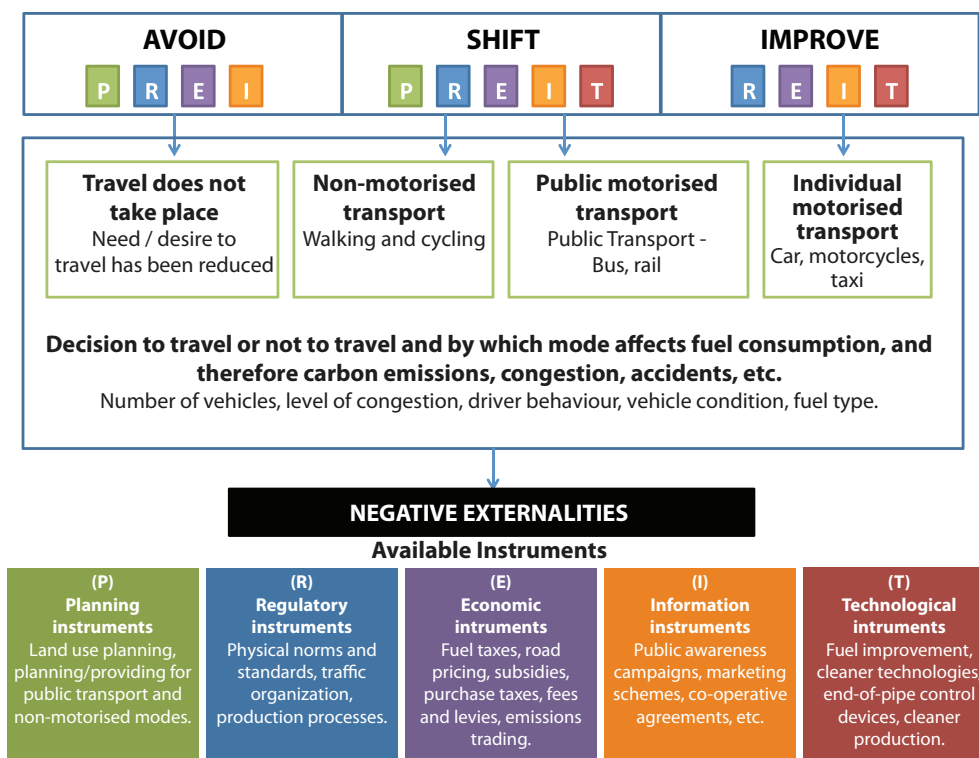 AVOID
P R E I
SHIFT
P R E I T
IMPROVE
R E I T
Travel does not
take place
Need / desire to
travel has been reduced
Non-motorised
transport
Walking and cycling
Public motorised
transport
Public Transport -
Bus, rail
Individual
motorised
transport
Car, motorcycles,
taxi
Decision to travel or not to travel and by which mode affects fuel consumption, and
therefore carbon emissions, congestion, accidents, etc.
Number of vehicles, level of congestion, driver behaviour, vehicle condition, fuel type.
NEGATIVE EXTERNALITIES
Available Instruments
(P)
Planning
instruments
Land use planning,
planning/providing for
public transport and
non-motorised modes.
(R)
Regulatory
instruments
Physical norms and
standards, traffic
organization,
production processes.
(E)
Economic
intruments
Fuel taxes, road
pricing, subsidies,
purchase taxes, fees
and levies, emissions
trading.
(I)
Information
instruments
Public awareness
campaigns, marketing
schemes, co-operative
agreements, etc.
(T)
Technological
intruments
Fuel improvement,
cleaner technologies,
end-of-pipe control
devices, cleaner
production.